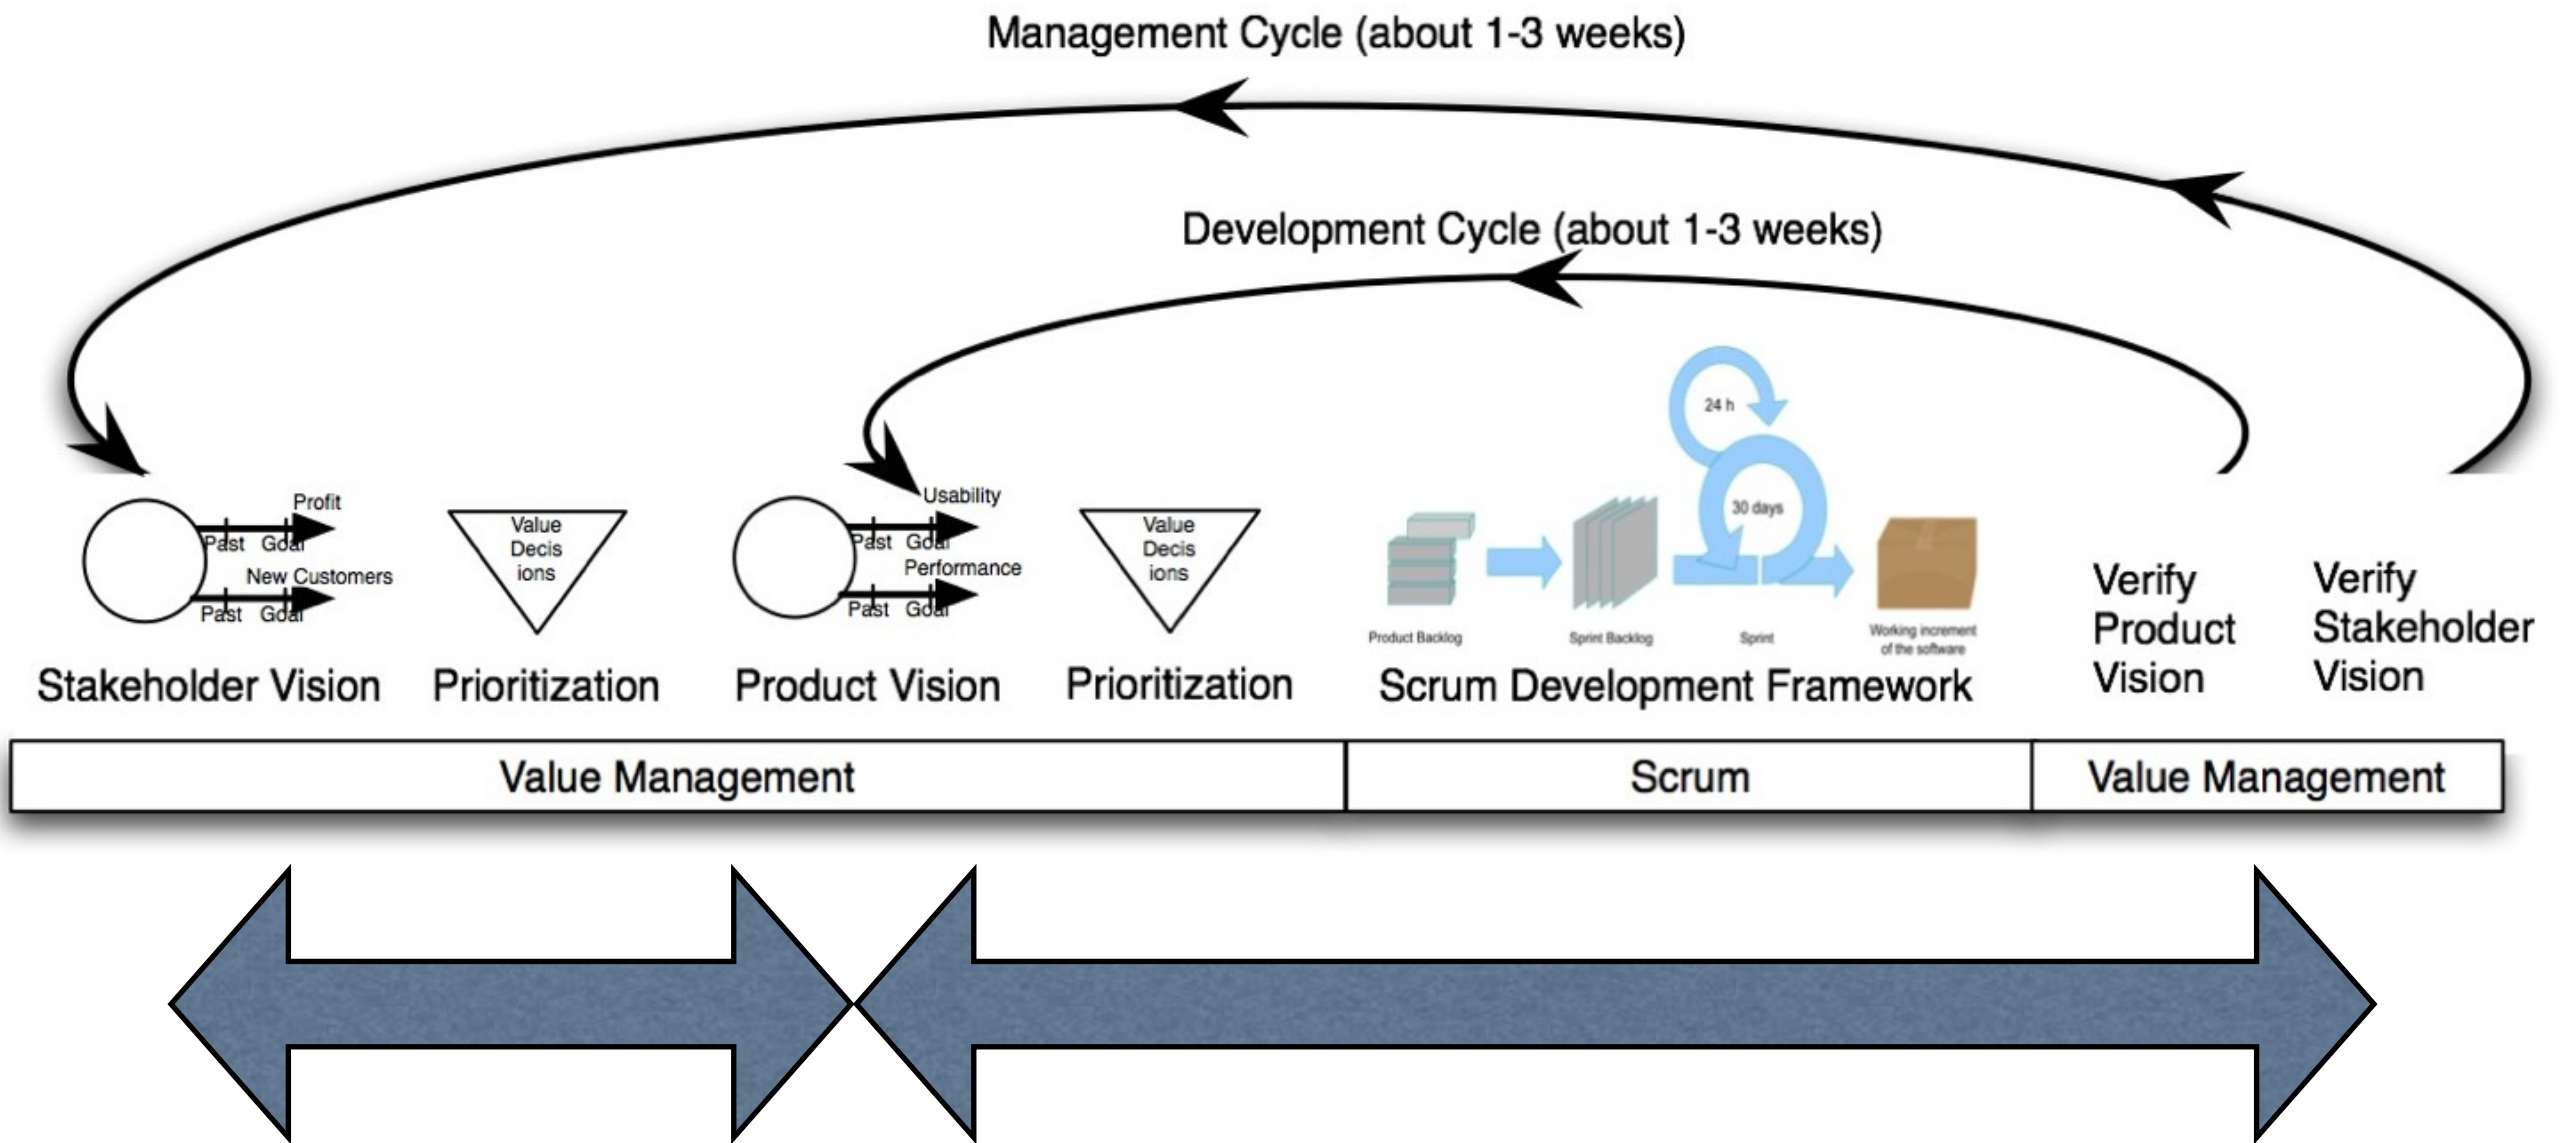 Management Cycle (about 1-3 weeks)
Development Cycle (about 1-3 weeks)
24 h
30 days
Profit
Past Goal
New Customers
Past Goal
Value
Decis
ions
Usability
Past Goal
Performance
Past Goal
Value
Decis
ions
Product Backlog
Sprint Backlog
Sprint
Working increment
of the software
Stakeholder Vision
Prioritization
Product Vision
Prioritization
Scrum Development Framework
Verify
Product
Vision
Verify
Stakeholder
Vision
Value Management
Scrum
Value Management